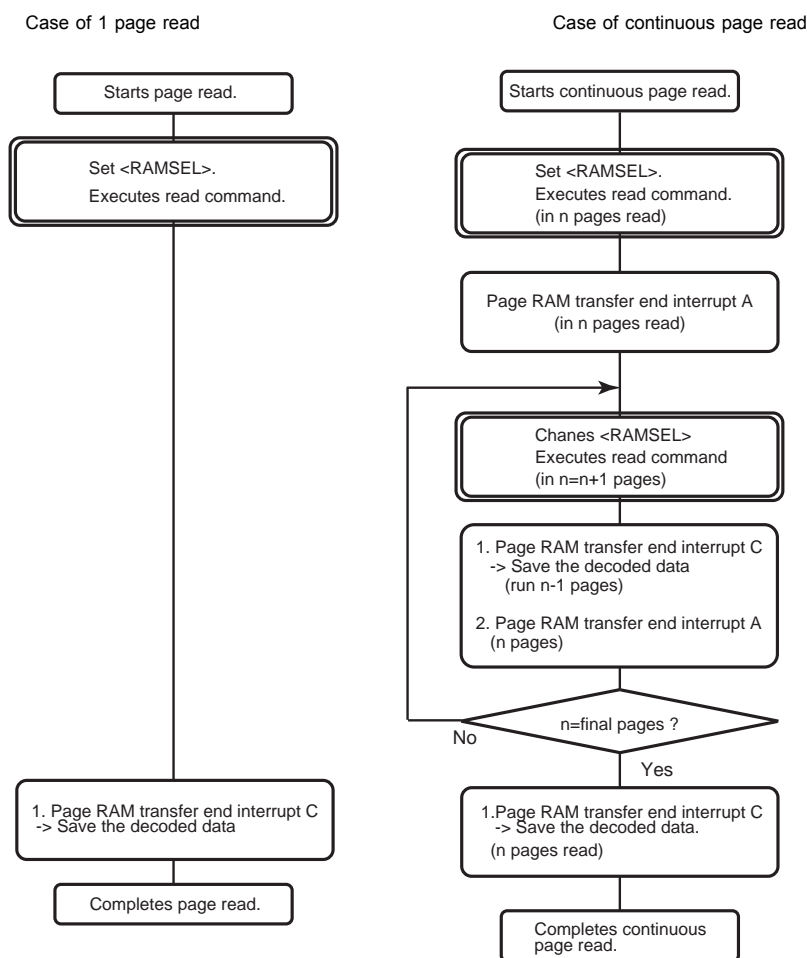 Case of 1 page read
Starts page read.
Set <RAMSEL>.
Executes read command.
1. Page RAM transfer end interrupt C
-> Save the decoded data
Completes page read.
Case of continuous page read
Starts continuous page read.
Set <RAMSEL>.
Executes read command.
(in n pages read)
Page RAM transfer end interrupt A
(in n pages read)
Chanes <RAMSEL>
Executes read command
(in n=n+1 pages)
1. Page RAM transfer end interrupt C
-> Save the decoded data
(run n-1 pages)
2. Page RAM transfer end interrupt A
(n pages)
n=final pages ?
No
Yes
1.Page RAM transfer end interrupt C
-> Save the decoded data.
(n pages read)
Completes continuous
page read.